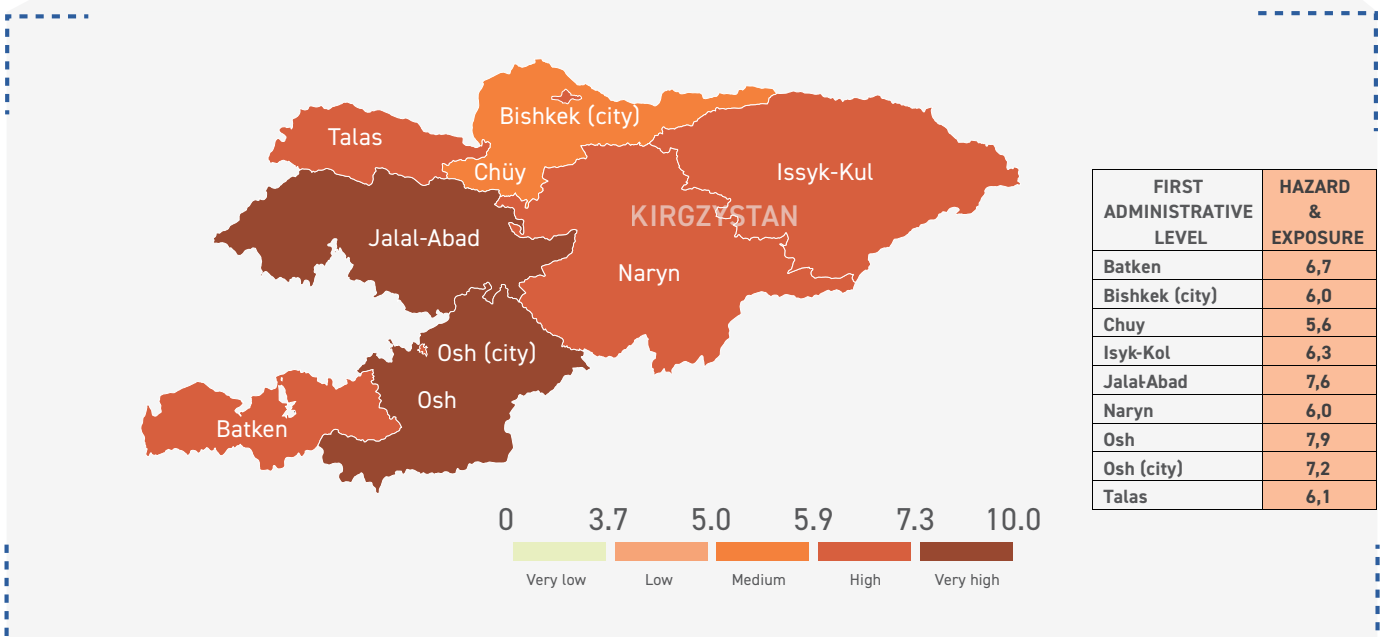 Bishkek (city)
Talas
Chüy
Issyk-Kul
KIRGZYSTAN
Jalal-Abad
Naryn
Osh (city)
Osh
Batken
0 3.7 5.0 5.9 7.3 10.0
Very low Low Medium High Very high
FIRST
ADMINISTRATIVE
LEVEL
HAZARD
&
EXPOSURE
Batken 6,7
Bishkek (city) 6,0
Chuy 5,6
Isyk-Kol 6,3
Jalal-Abad 7,6
Naryn 6,0
Osh 7,9
Osh (city) 7,2
Talas 6,1